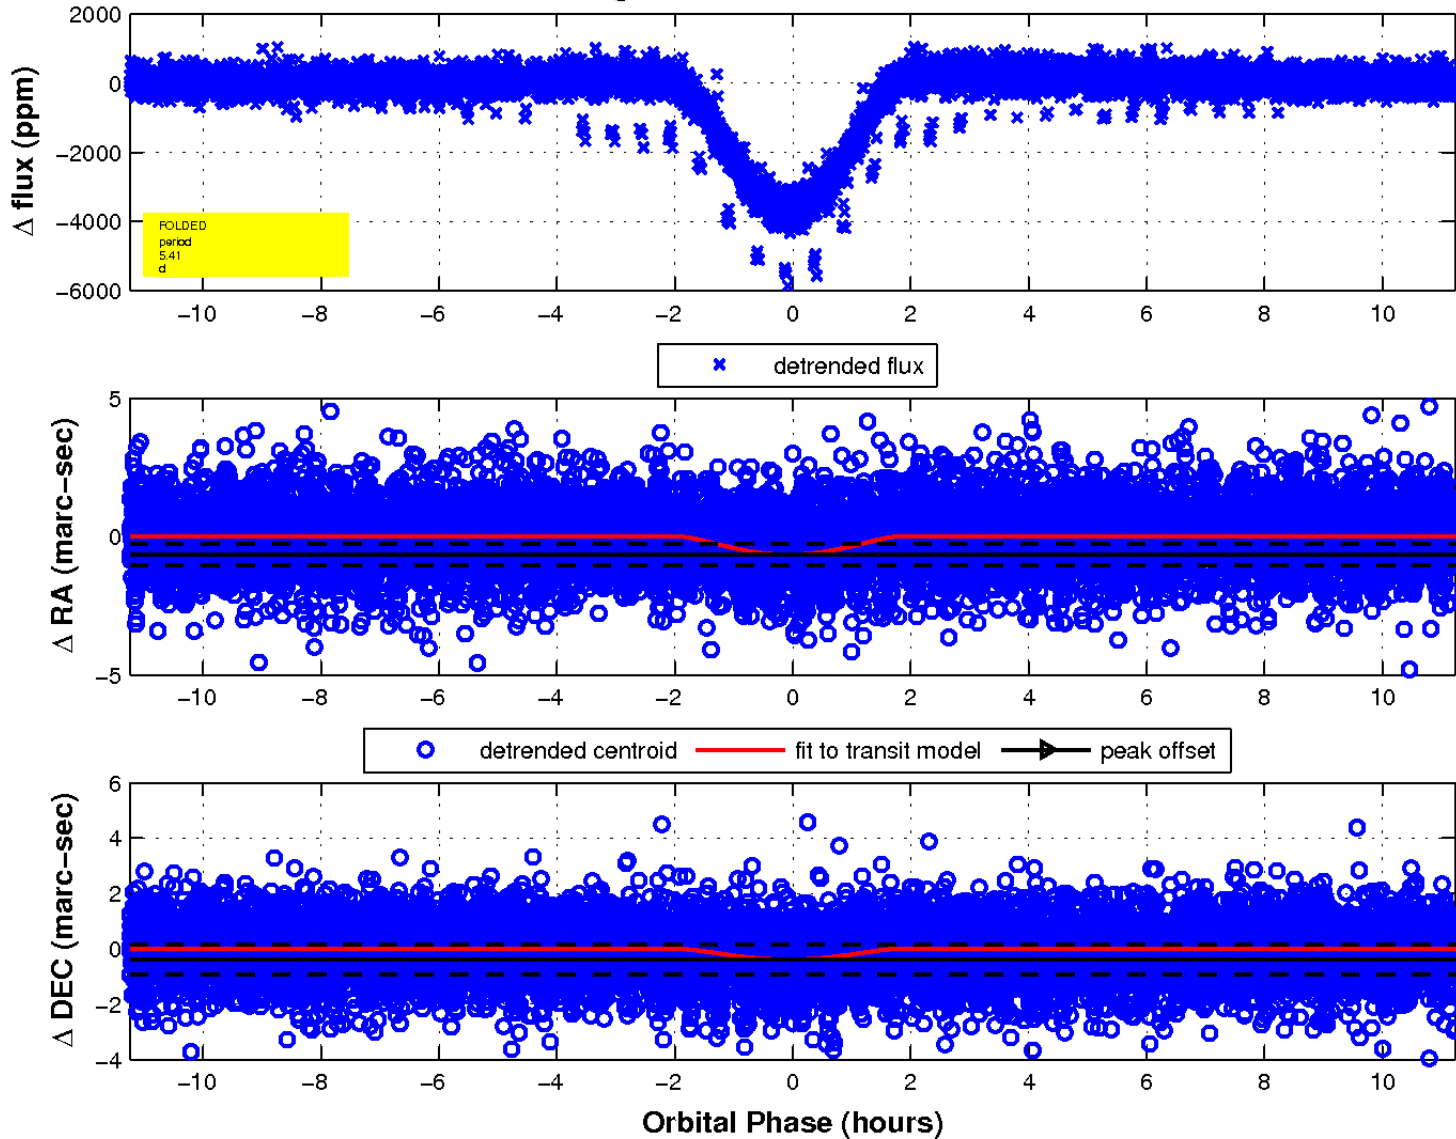 2000
0
−2000
−4000
−6000
Δ flux (ppm)
FOLDED
period
5.41
d
−10 −8 −6 −4 −2 0 2 4 6 8 10
detrended flux
5
0
−5
Δ RA (marc−sec)
−10 −8 −6 −4 −2 0 2 4 6 8 10
detrended centroid fit to transit model peak offset
6
4
2
0
−2
−4
Δ DEC (marc−sec)
−10 −8 −6 −4 −2 0 2 4 6 8 10
Orbital Phase (hours)